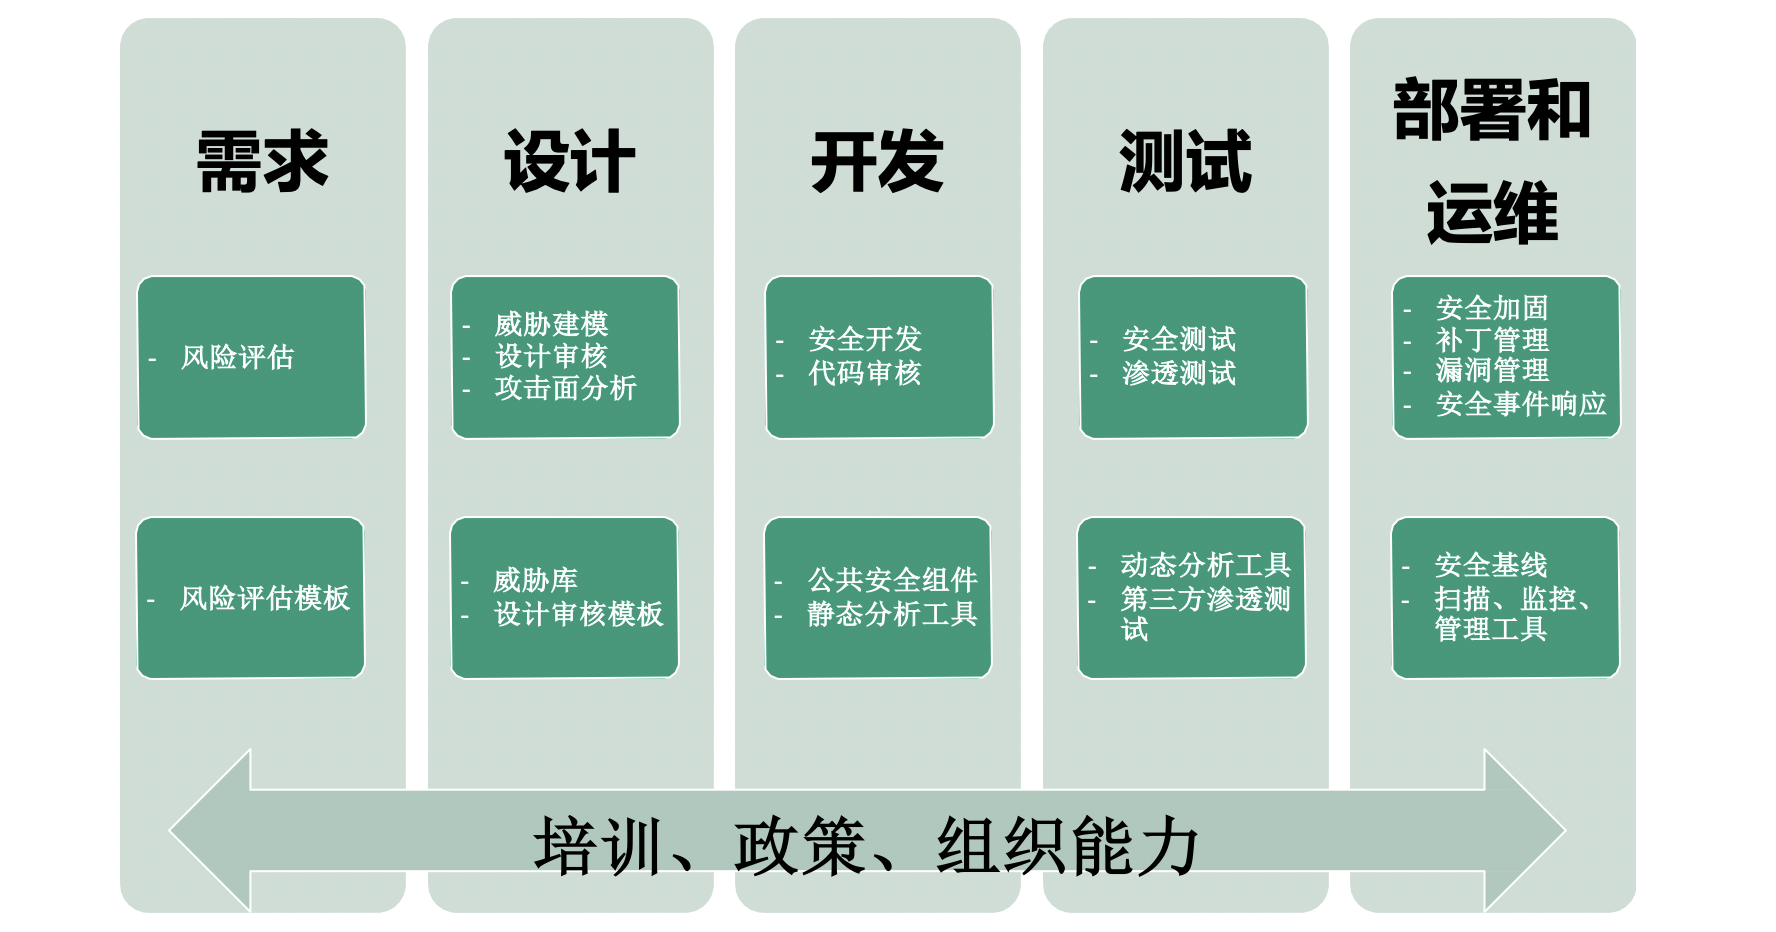 需求
- 风险评估
- 风险评估模板
设计
- 威胁建模
- 设计审核
- 攻击面分析
- 威胁库
- 设计审核模板
开发
- 安全开发
- 代码审核
- 公共安全组件
- 静态分析工具
测试
- 安全测试
- 渗透测试
- 动态分析工具
- 第三方渗透测
试
部署和
运维
- 安全加固
- 补丁管理
- 漏洞管理
- 安全事件响应
- 安全基线
- 扫描、监控、
管理工具
培训、政策、组织能力